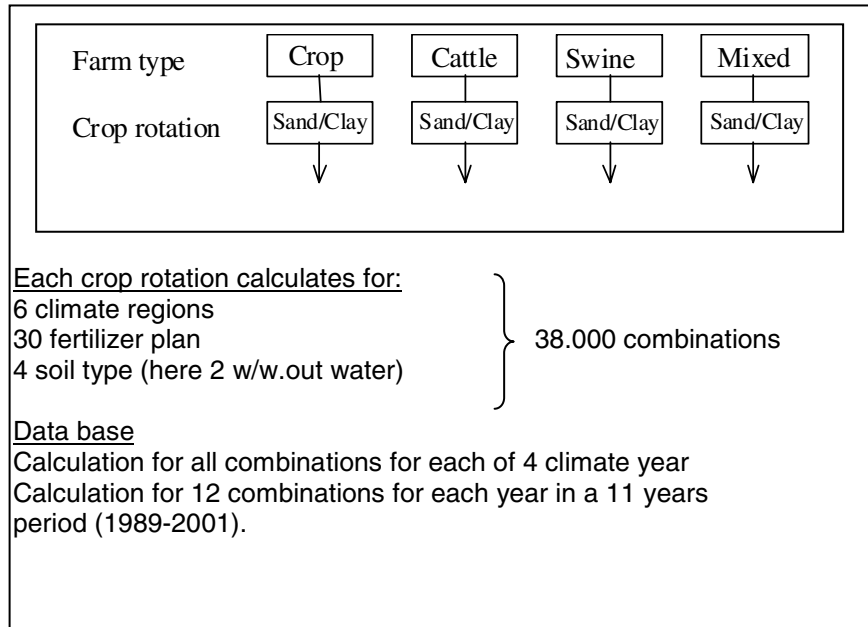 Farm type Crop Cattle Swine Mixed
Crop rotation Sand/Clay Sand/Clay Sand/Clay Sand/Clay
Each crop rotation calculates for:
6 climate regions
30 fertilizer plan 38.000 combinations
4 soil type (here 2 w/w.out water)
Data base
Calculation for all combinations for each of 4 climate year
Calculation for 12 combinations for each year in a 11 years
period (1989-2001).